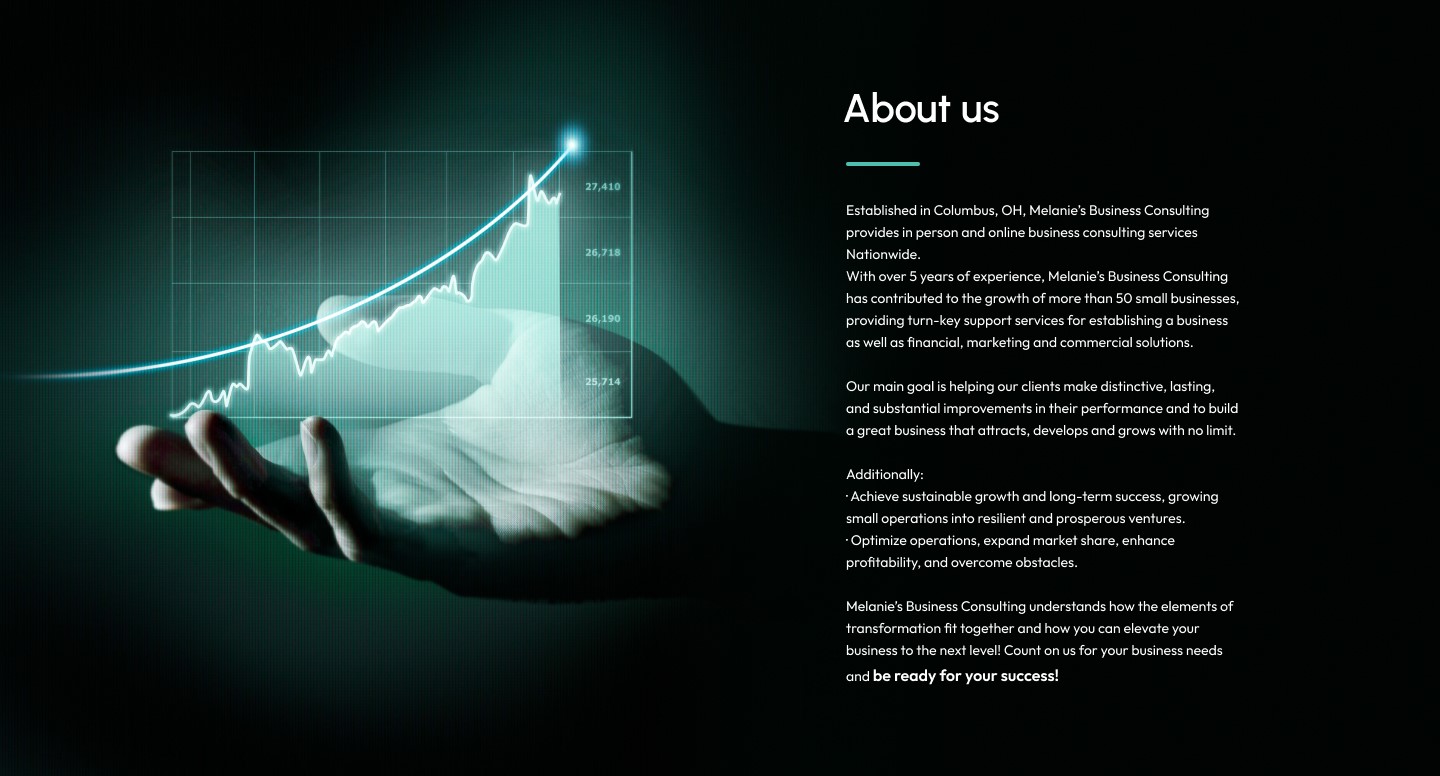 About us
27,410
26,718
26,190
25,714
Established in Columbus, OH, Melanie's Business Consulting
provides in person and online business consulting services
Nationwide.
With over 5 years of experience, Melanie's Business Consulting
has contributed to the growth of more than 50 small businesses,
providing turn-key support services for establishing a business
as well as financial, marketing and commercial solutions.
Our main goal is helping our clients make distinctive, lasting,
and substantial improvements in their performance and to build
a great business that attracts, develops and grows with no limit.
Additionally:
· Achieve sustainable growth and long-term success, growing
small operations into resilient and prosperous ventures.
· Optimize operations, expand market share, enhance
profitability, and overcome obstacles.
Melanie's Business Consulting understands how the elements of
transformation fit together and how you can elevate your
business to the next level! Count on us for your business needs
and be ready for your success!